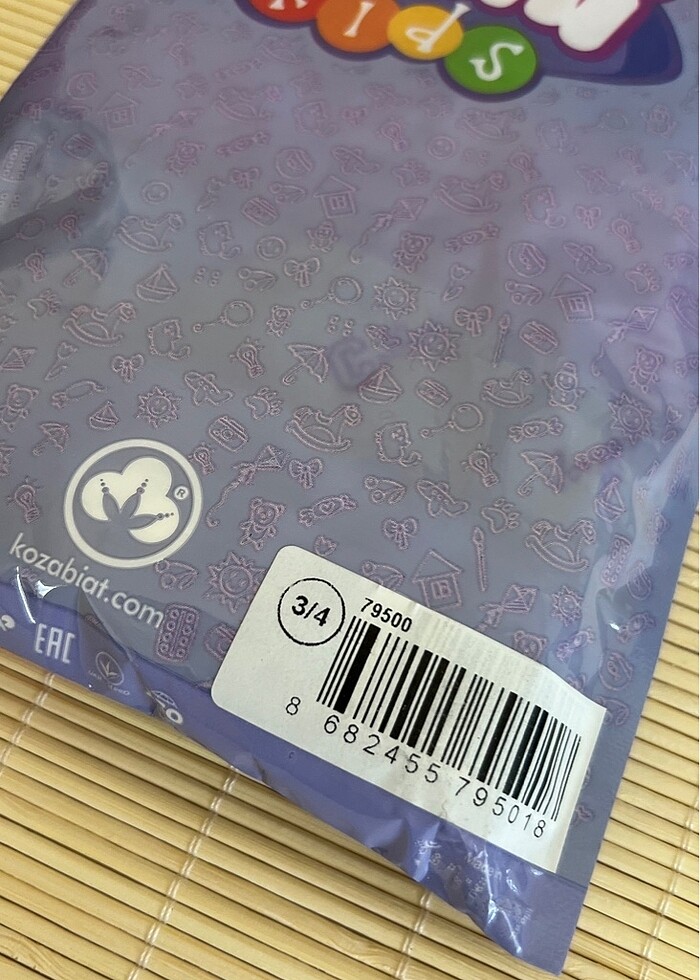 KIDS
®
kozabiat.com
EAC
3/4
79500
8 682455 795018